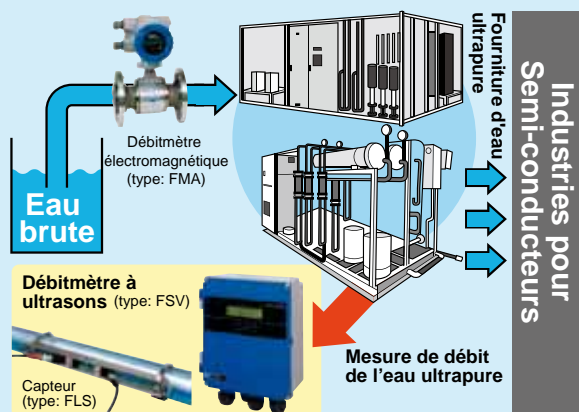 Débitmètre
électromagnétique
(type: FMA)
Eau
brute
Fourniture d'eau
ultrapure
Industries pour
Semi-conducteurs
Débitmètre à
ultrasons (type: FSV)
Capteur
(type: FLS)
Mesure de débit
de l'eau ultrapure